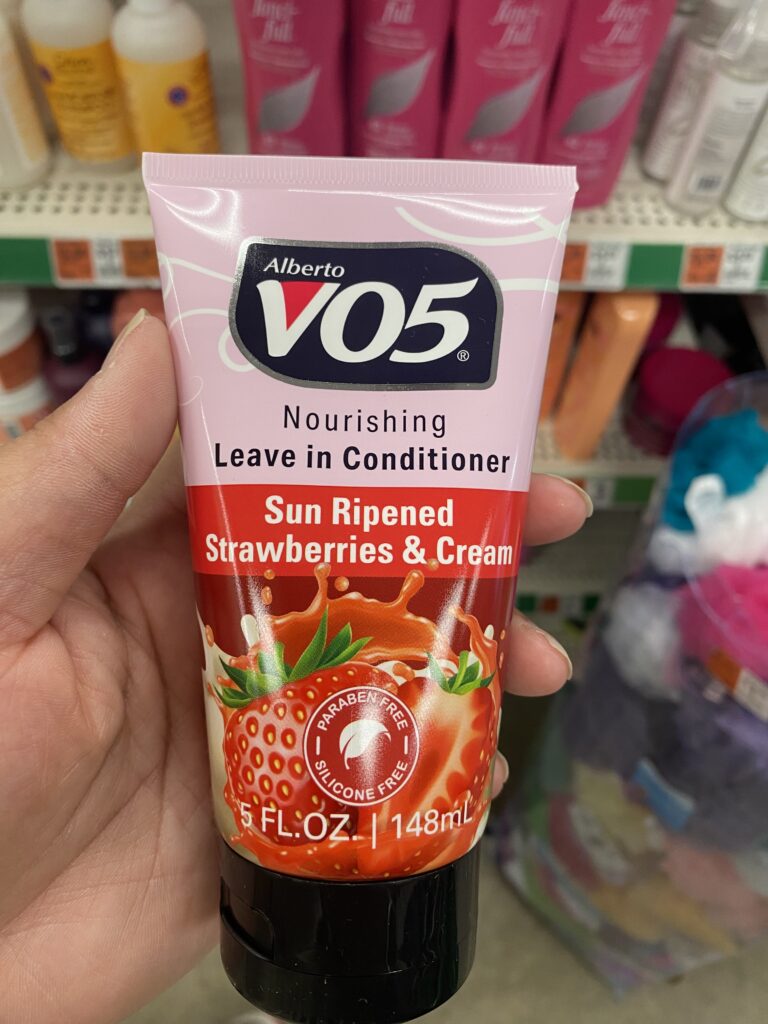 Alberto
VO5®
Nourishing
Leave in Conditioner
Sun Ripened
Strawberries & Cream
PARABEN FREE
SILICONE FREE
5 FL.OZ. | 148mL